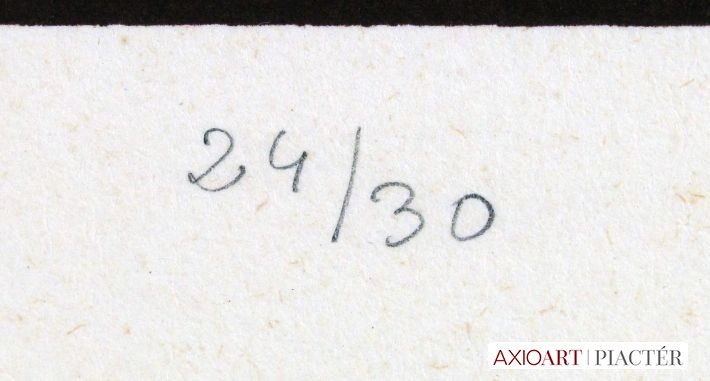 24/30
AXIOART | PIACTÉR